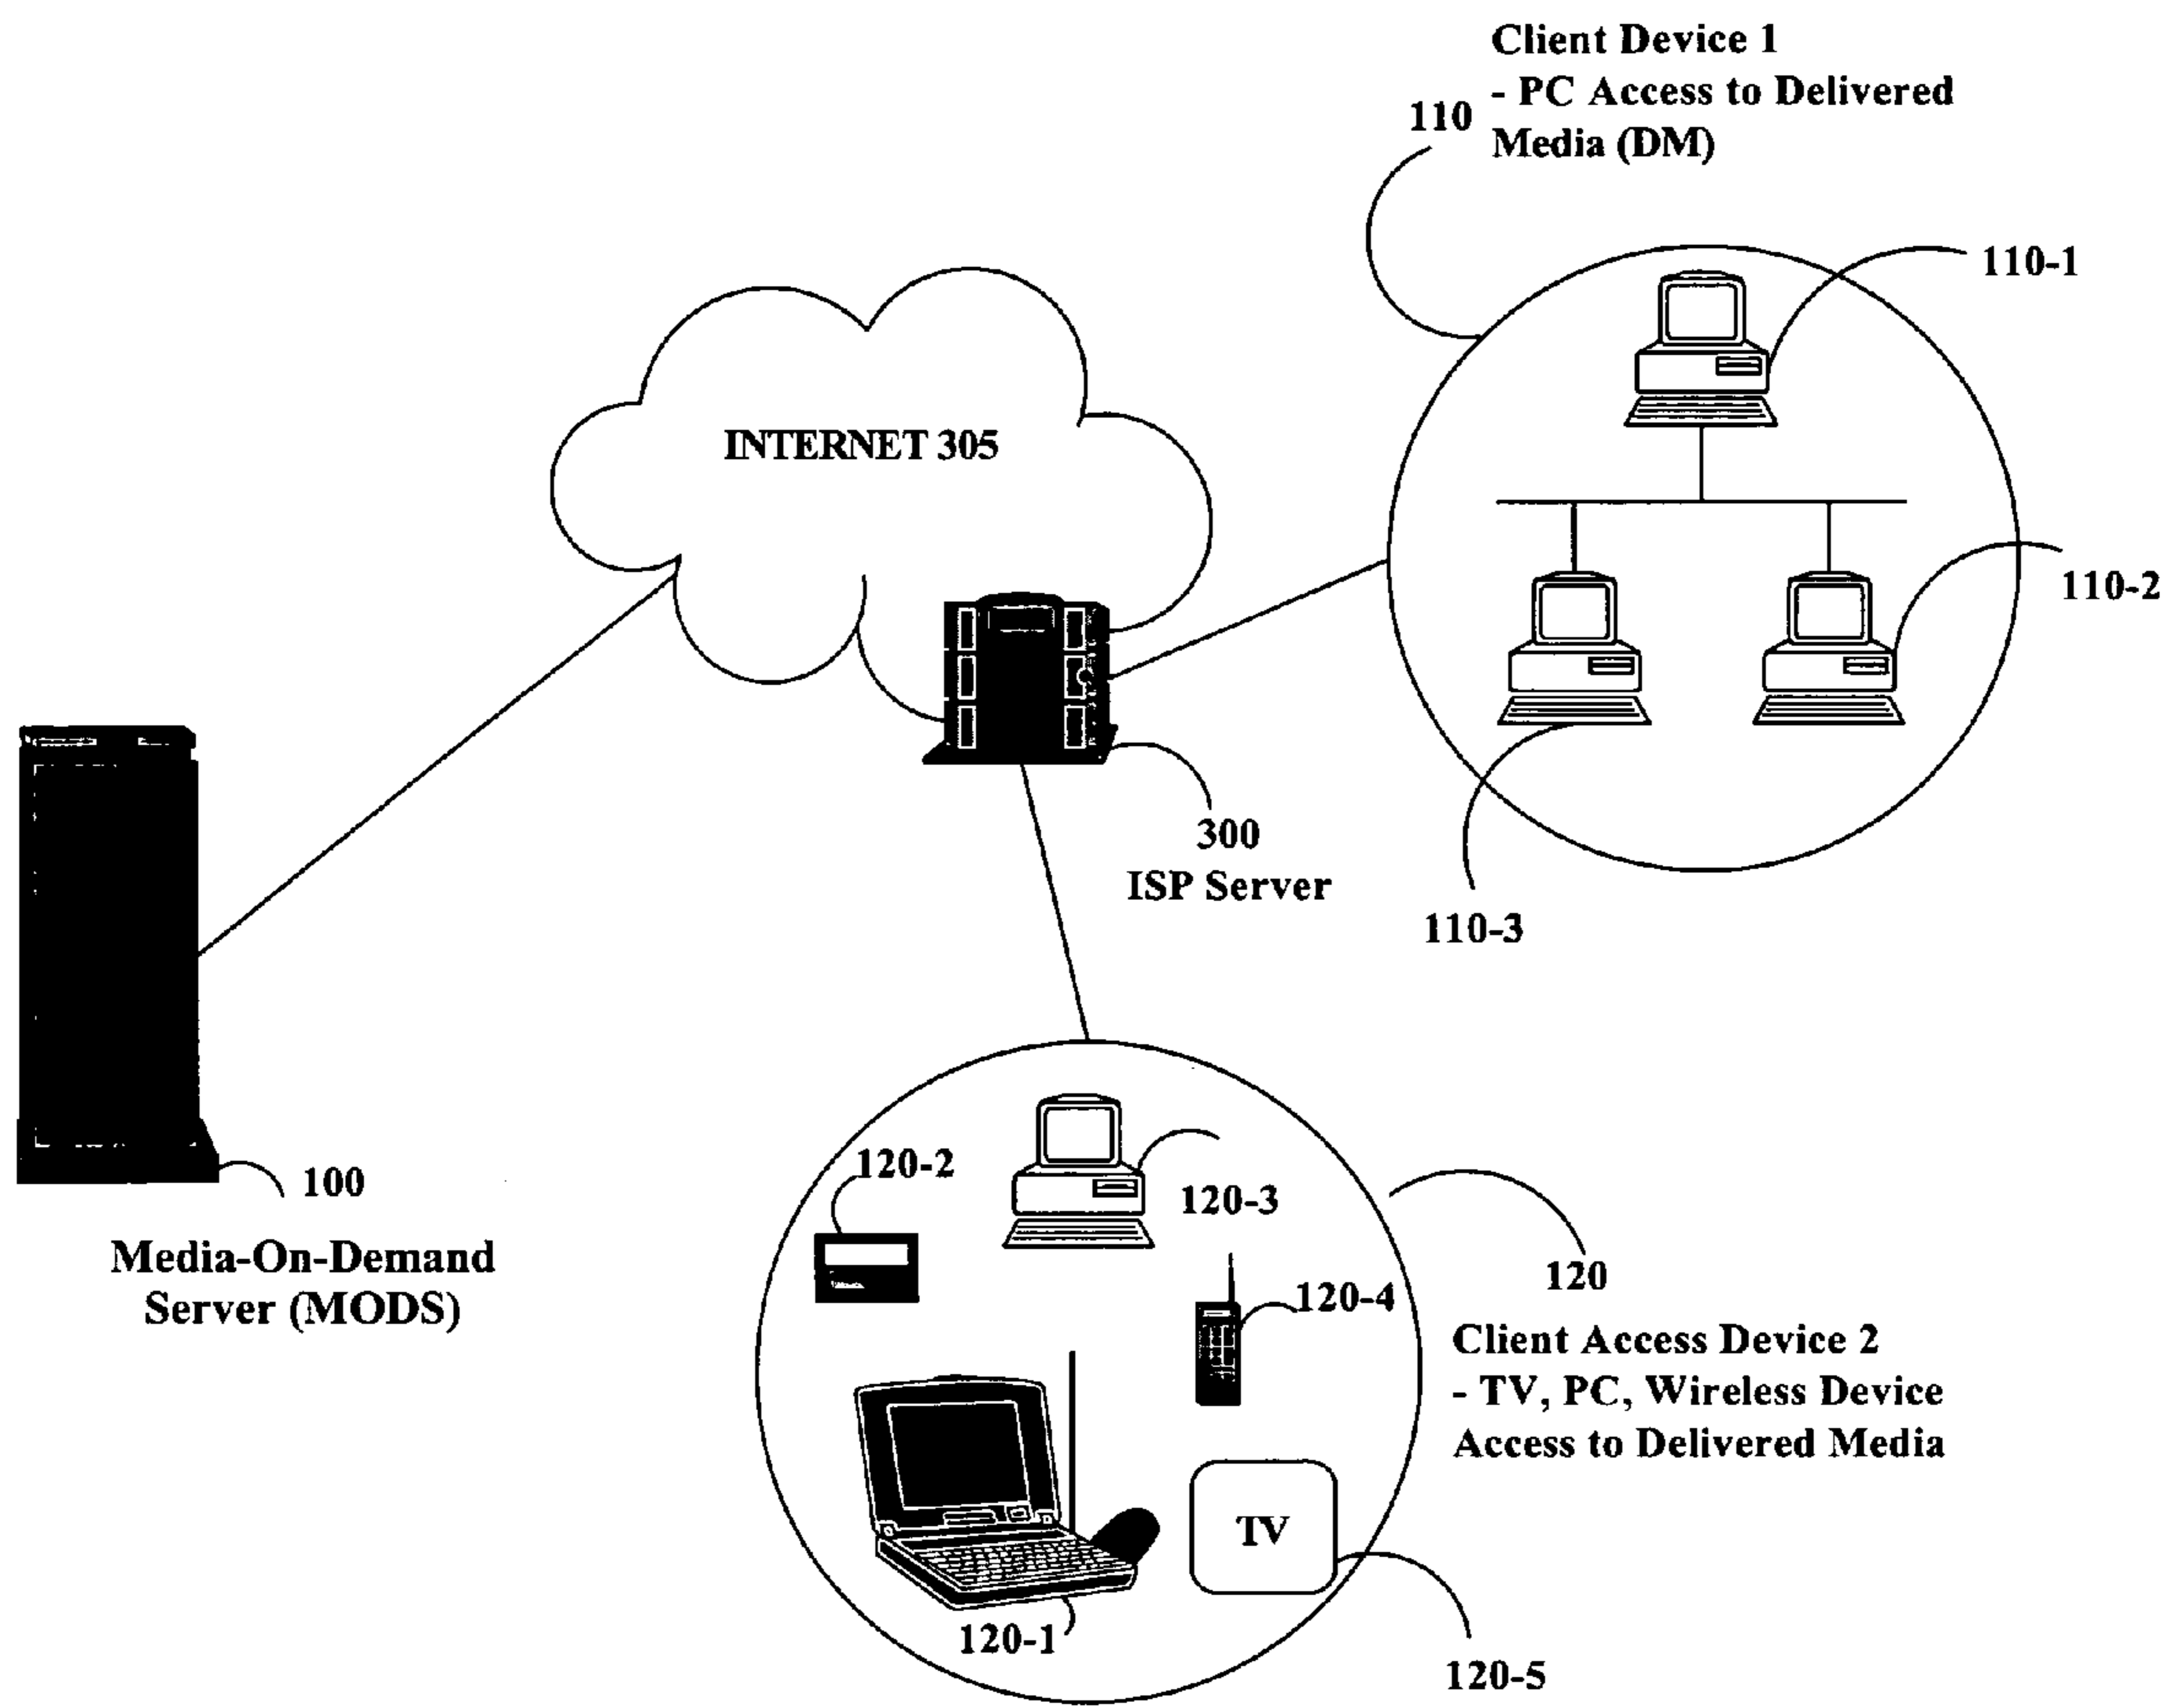 Client Device 1
- PC Access to Delivered
Media (DM)
110
110-1
INTERNET 305
110-2
300
ISP Server
110-3
100
Media-On-Demand
Server (MODS)
120-2
120-3
120-4
120
Client Access Device 2
- TV, PC, Wireless Device
Access to Delivered Media
TV
120-1
120-5